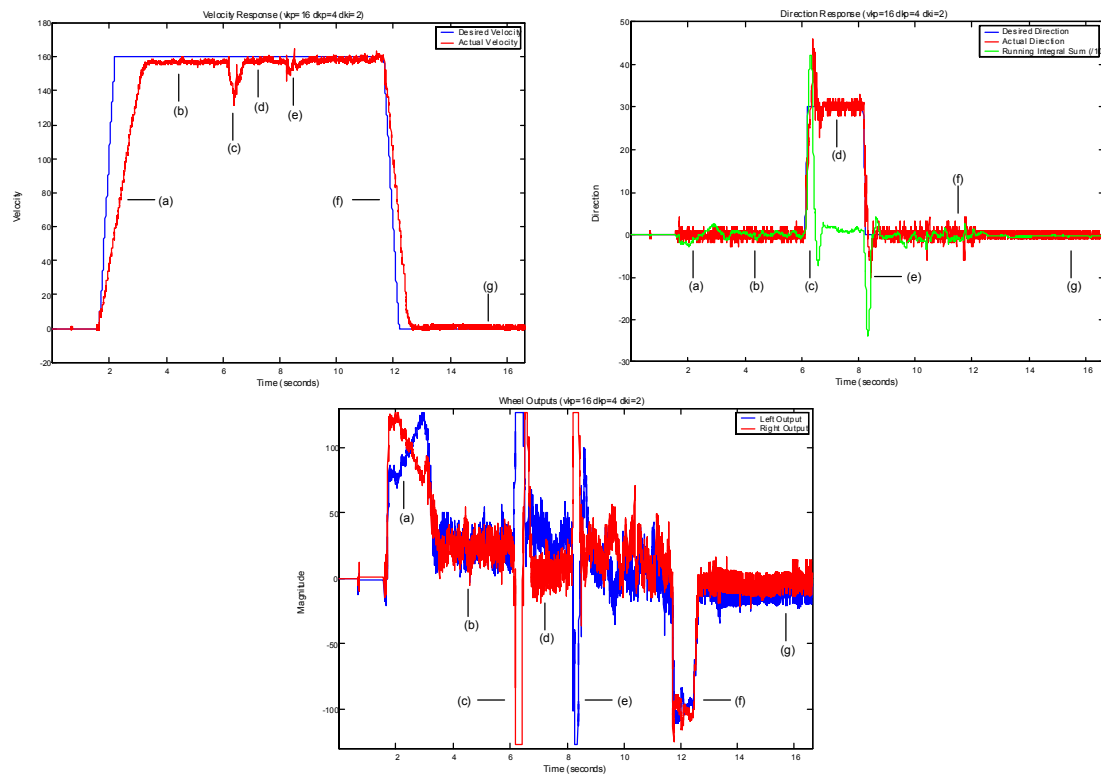 Velocity Response (vkp=16 dkp=4 dki=2)
Desired Velocity
Actual Velocity
160
140
120
100
80
60
40
20
0
-20
Velocity
2 4 6 8 10 12 14 16
Time (seconds)
(a)
(b)
(c)
(d)
(e)
(f)
(g)
Direction Response (vkp=16 dkp=4 dki=2)
Desired Direction
Actual Direction
Running Integral Sum (/10
50
40
30
20
10
0
-10
-20
-30
Direction
2 4 6 8 10 12 14 16
Time (seconds)
(a)
(b)
(c)
(d)
(e)
(f)
(g)
Wheel Outputs (vkp=16 dkp=4 dki=2)
Left Output
Right Output
100
50
0
-50
-100
Magnitude
2 4 6 8 10 12 14 16
Time (seconds)
(a)
(b)
(c)
(d)
(e)
(f)
(g)